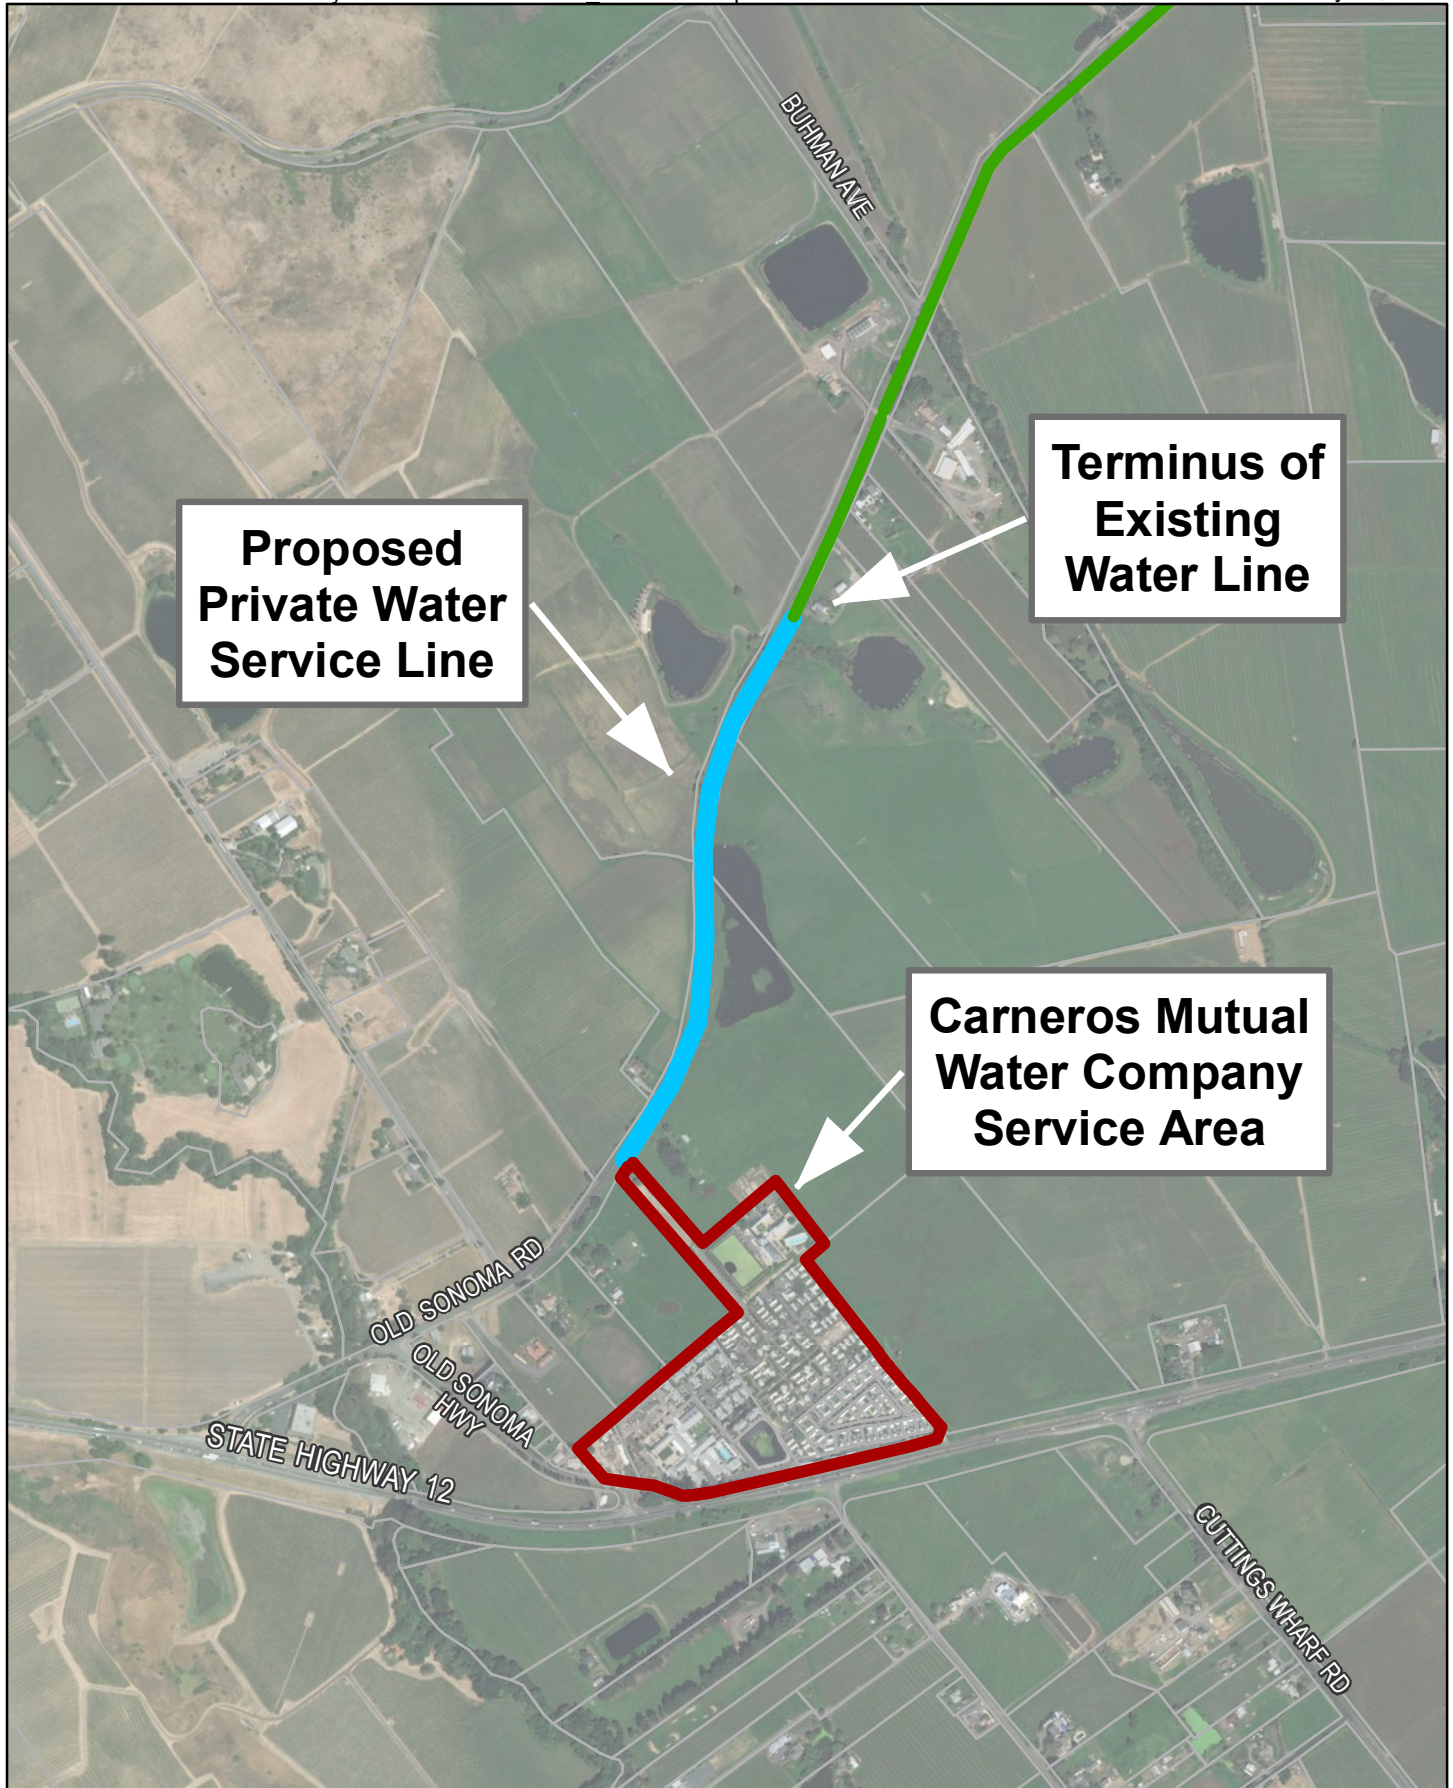 BUHMAN AVE
Terminus of
Existing
Water Line
Proposed
Private Water
Service Line
Carneros Mutual
Water Company
Service Area
OLD SONOMA RD
OLD SONOMA
HWY
STATE HIGHWAY 12
CUTTINGS WHARF RD